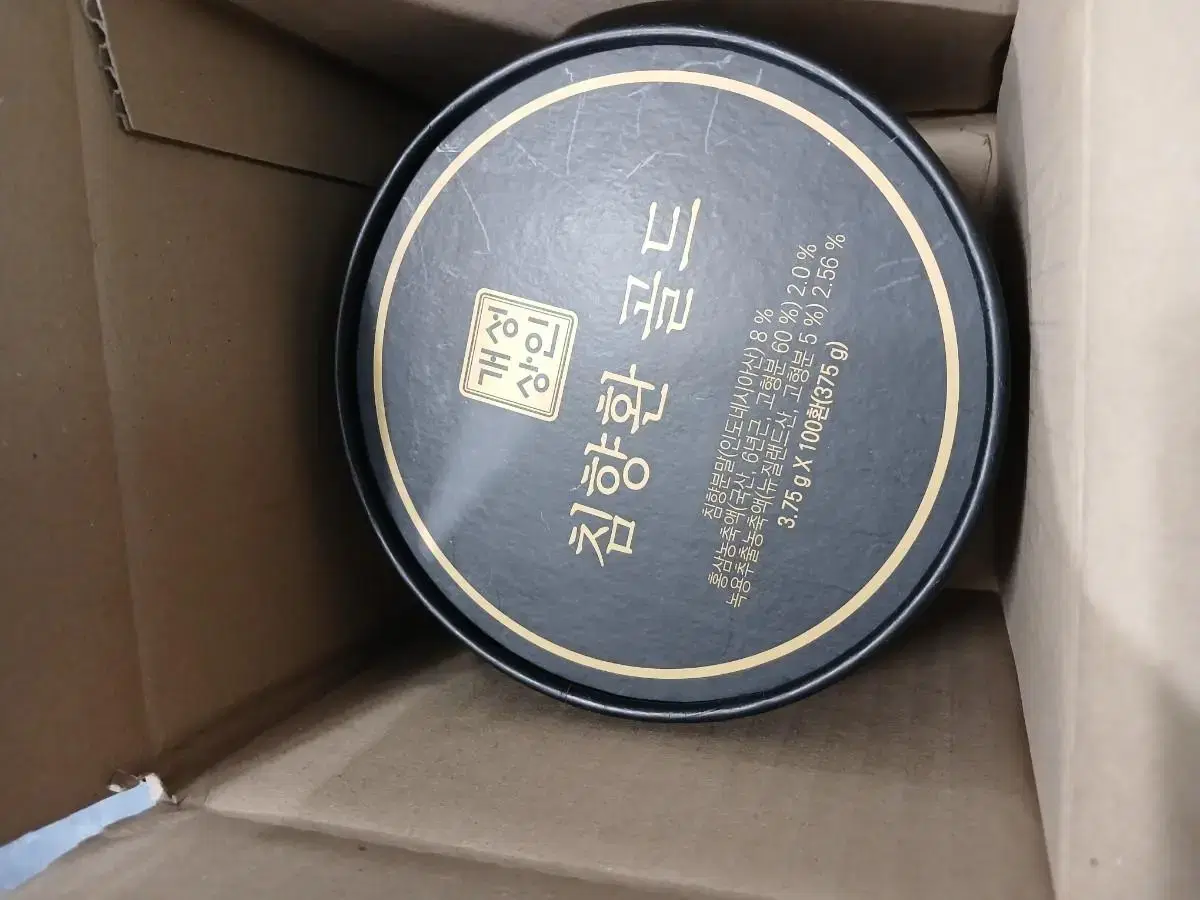 개성
상인
침향환 골드
침향분말(인도네시아산) 8 %
홍삼농축액(국산, 6년근, 고형분 60 %) 2.0 %
녹용추출농축액(뉴질랜드산, 고형분 5 %) 2.56 %
3.75 g X 100환(375 g)